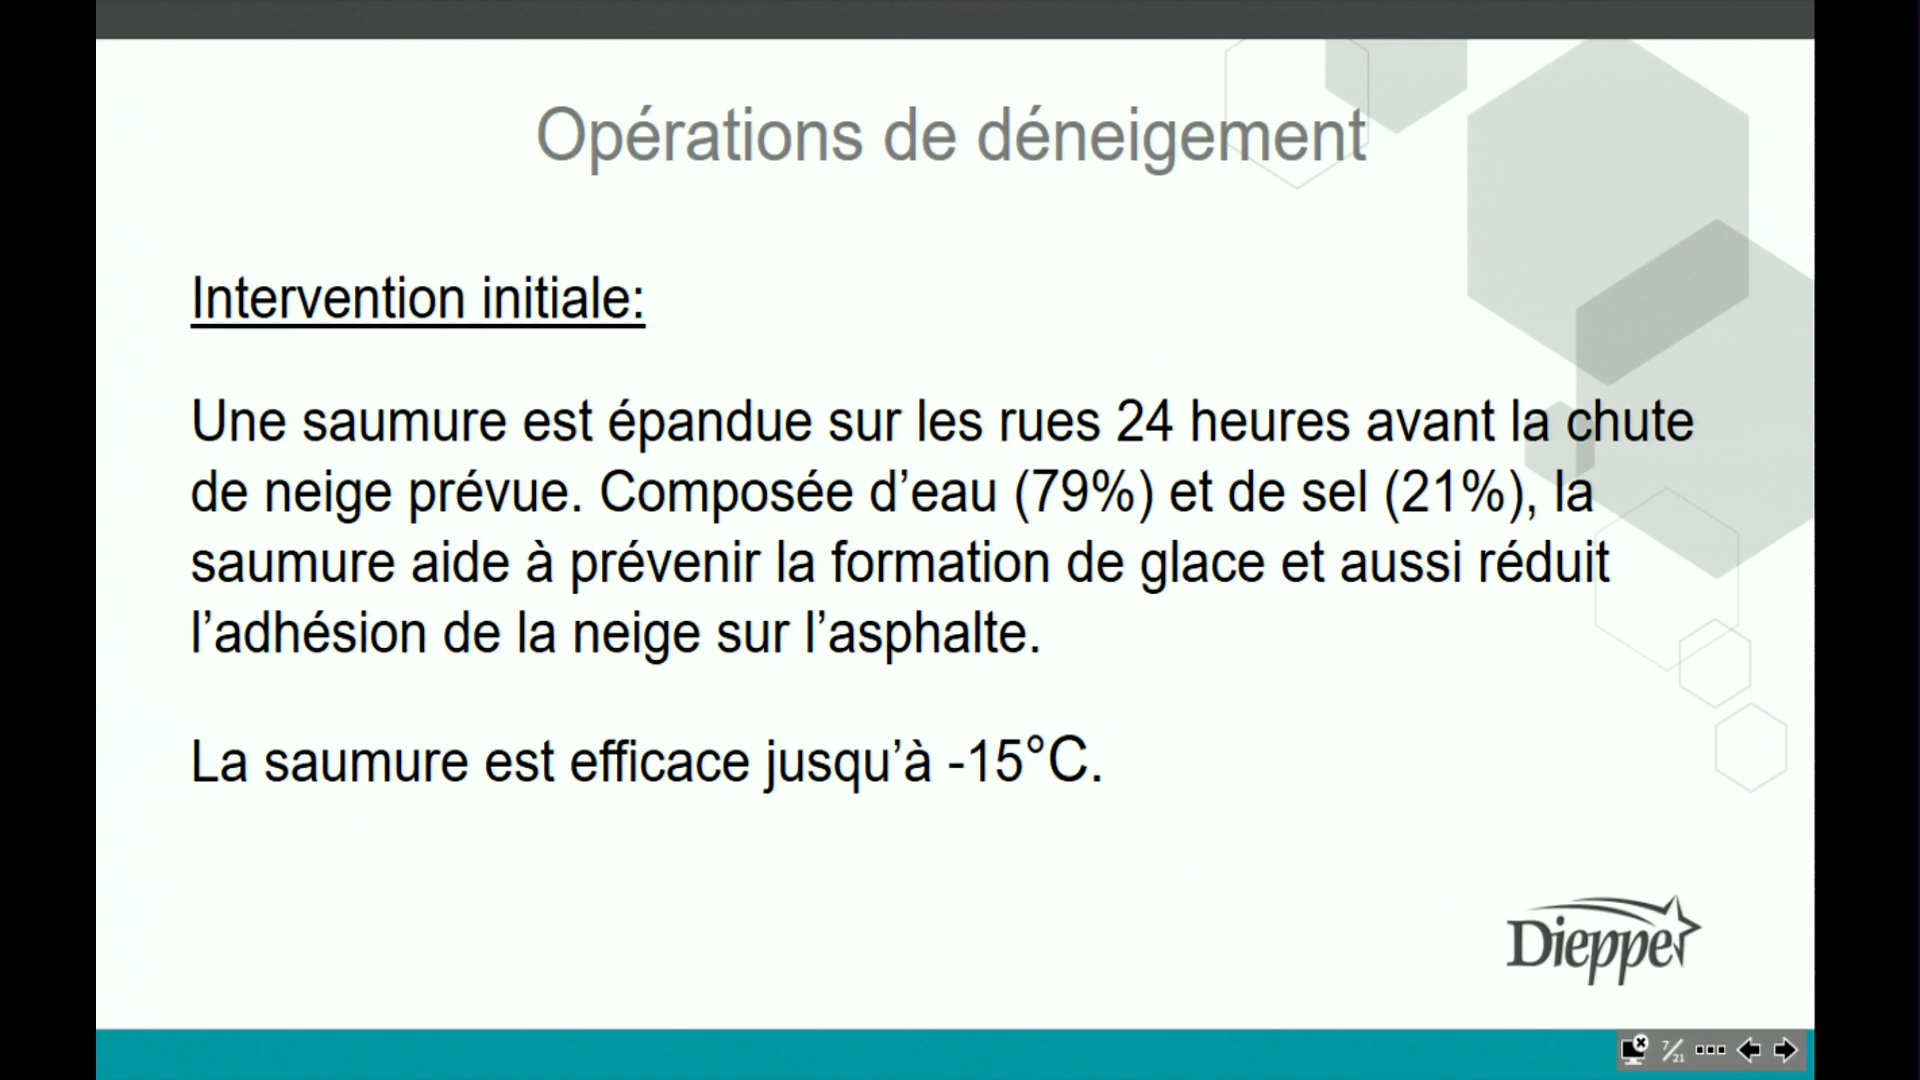 Opérations de déneigement
Intervention initiale:
Une saumure est épandue sur les rues 24 heures avant la chute
de neige prévue. Composée d’eau (79%) et de sel (21%), la
saumure aide à prévenir la formation de glace et aussi réduit
l’adhésion de la neige sur l’asphalte.
La saumure est efficace jusqu’à -15°C.
Dieppe
7/21